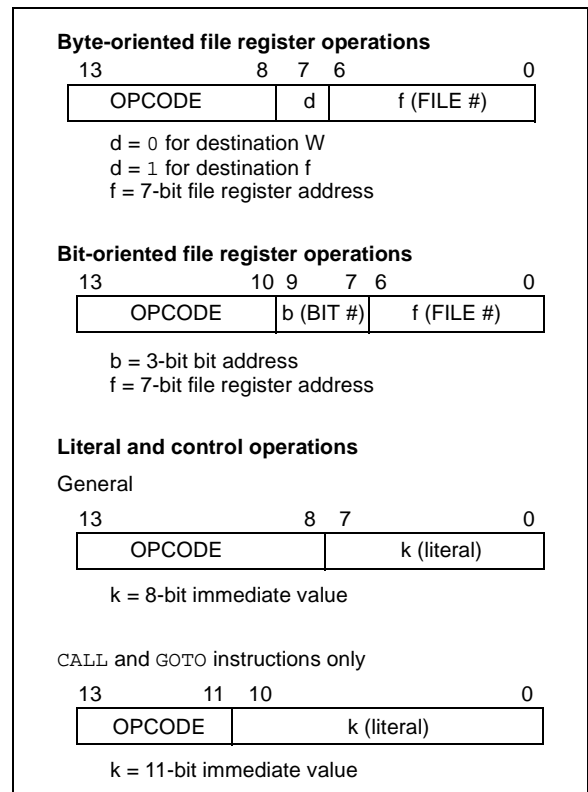 Byte-oriented file register operations
13 8 7 6 0
OPCODE d f (FILE #)
d = 0 for destination W
d = 1 for destination f
f = 7-bit file register address
Bit-oriented file register operations
13 10 9 7 6 0
OPCODE b (BIT #) f (FILE #)
b = 3-bit bit address
f = 7-bit file register address
Literal and control operations
General
13 8 7 0
OPCODE k (literal)
k = 8-bit immediate value
CALL and GOTO instructions only
13 11 10 0
OPCODE k (literal)
k = 11-bit immediate value